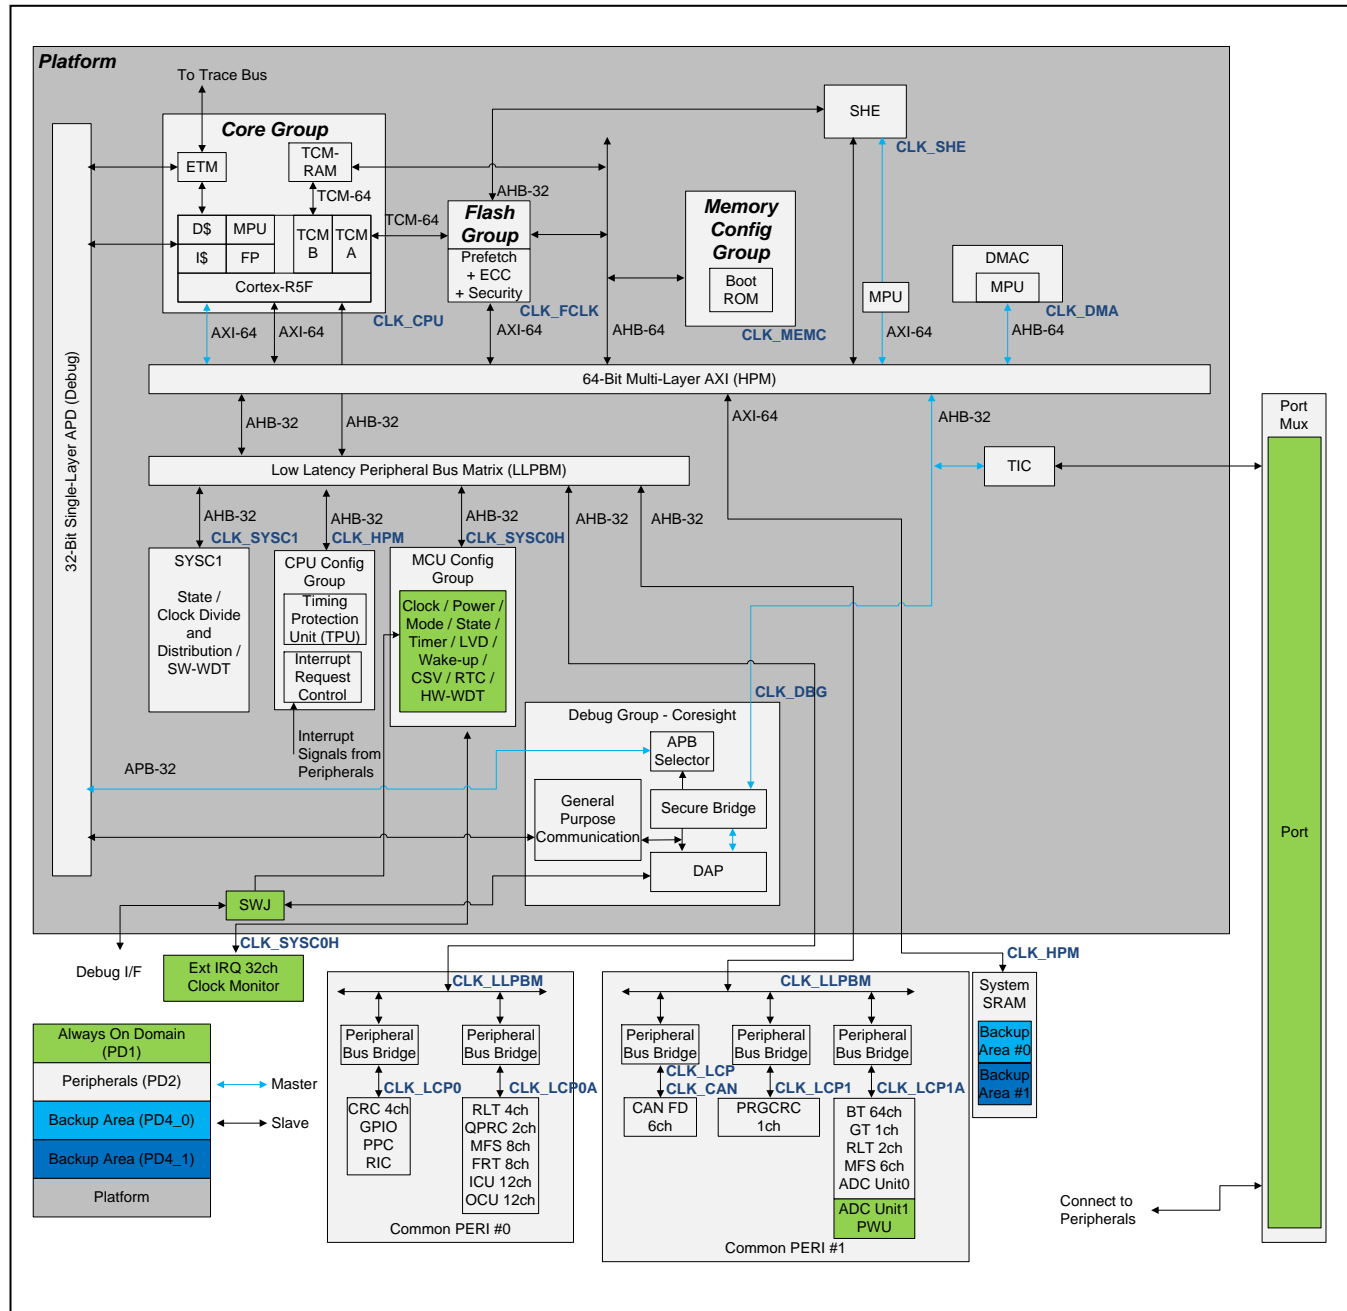 Platform
To Trace Bus
Core Group
ETM
TCM-
RAM
TCM-64
D$
MPU
I$
FP
TCM
B
TCM
A
Cortex-R5F
CLK_CPU
TCM-64
AHB-32
Flash
Group
Prefetch
+ ECC
+ Security
CLK_FCLK
SHE
CLK_SHE
Memory
Config
Group
Boot
ROM
CLK_MEMC
MPU
DMAC
MPU
CLK_DMA
AXI-64
AXI-64
AXI-64
AHB-64
AXI-64
AHB-64
64-Bit Multi-Layer AXI (HPM)
32-Bit Single-Layer APD (Debug)
AHB-32
AHB-32
AXI-64
AHB-32
Low Latency Peripheral Bus Matrix (LLPBM)
TIC
Port
Mux
Port
AHB-32
AHB-32
AHB-32
AHB-32
AHB-32
CLK_SYSC1
CLK_HPM
CLK_SYSC0H
SYSC1
State /
Clock Divide
and
Distribution /
SW-WDT
CPU Config
Group
Timing
Protection
Unit (TPU)
Interrupt
Request
Control
Interrupt
Signals from
Peripherals
MCU Config
Group
Clock / Power /
Mode / State /
Timer / LVD /
Wake-up /
CSV / RTC /
HW-WDT
CLK_DBG
Debug Group - Coresight
APB
Selector
Secure Bridge
General
Purpose
Communication
DAP
APB-32
SWJ
Debug I/F
CLK_SYSC0H
Ext IRQ 32ch
Clock Monitor
CLK_LLPBM
Peripheral
Bus Bridge
Peripheral
Bus Bridge
CLK_LCP0
CLK_LCP0A
CRC 4ch
GPIO
PPC
RIC
RLT 4ch
QPRC 2ch
MFS 8ch
FRT 8ch
ICU 12ch
OCU 12ch
Common PERI #0
CLK_LLPBM
Peripheral
Bus Bridge
Peripheral
Bus Bridge
Peripheral
Bus Bridge
CLK_LCP
CLK_CAN
CLK_LCP1
CLK_LCP1A
CAN FD
6ch
PRGCRC
1ch
BT 64ch
GT 1ch
RLT 2ch
MFS 6ch
ADC Unit0
ADC Unit1
PWU
Common PERI #1
CLK_HPM
System
SRAM
Backup
Area #0
Backup
Area #1
Connect to
Peripherals
Always On Domain
(PD1)
Peripherals (PD2)
Backup Area (PD4_0)
Backup Area (PD4_1)
Platform
Master
Slave